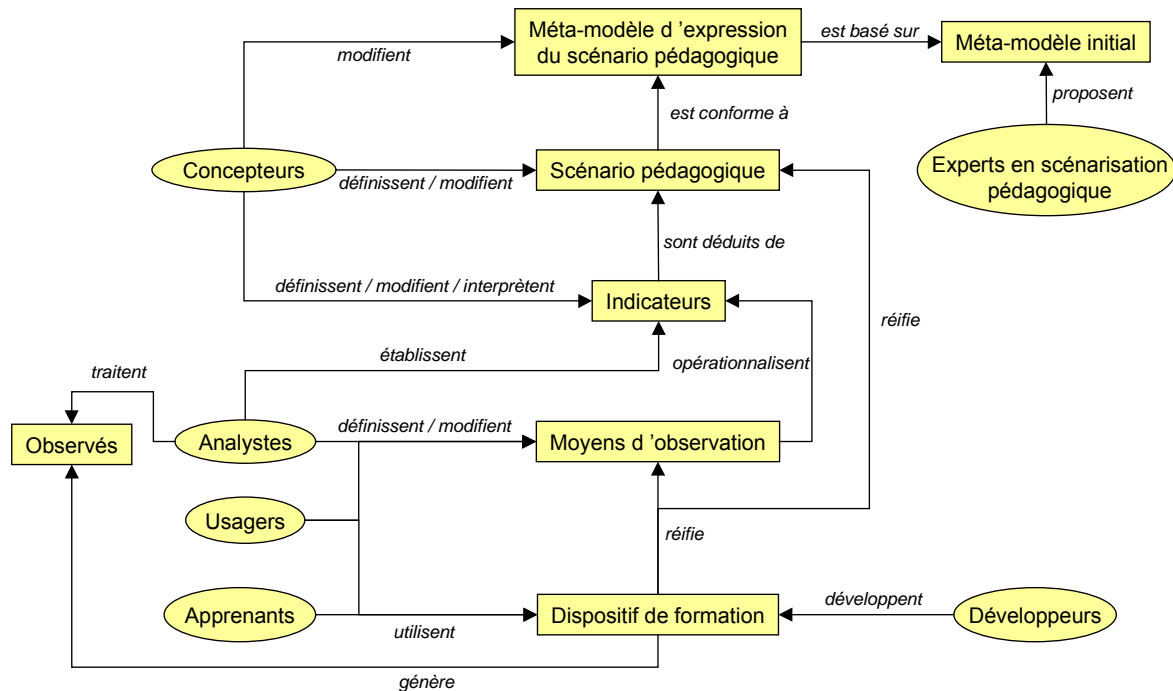 Méta-modèle d ’expression
du scénario pédagogique
est basé sur
Méta-modèle initial
modifient
proposent
est conforme à
Concepteurs
définissent / modifient
Scénario pédagogique
Experts en scénarisation
pédagogique
sont déduits de
définissent / modifient / interprètent
Indicateurs
réifie
établissent
opérationnalisent
traitent
Observés
Analystes
définissent / modifient
Moyens d ’observation
Usagers
réifie
Apprenants
utilisent
Dispositif de formation
développent
Développeurs
génère